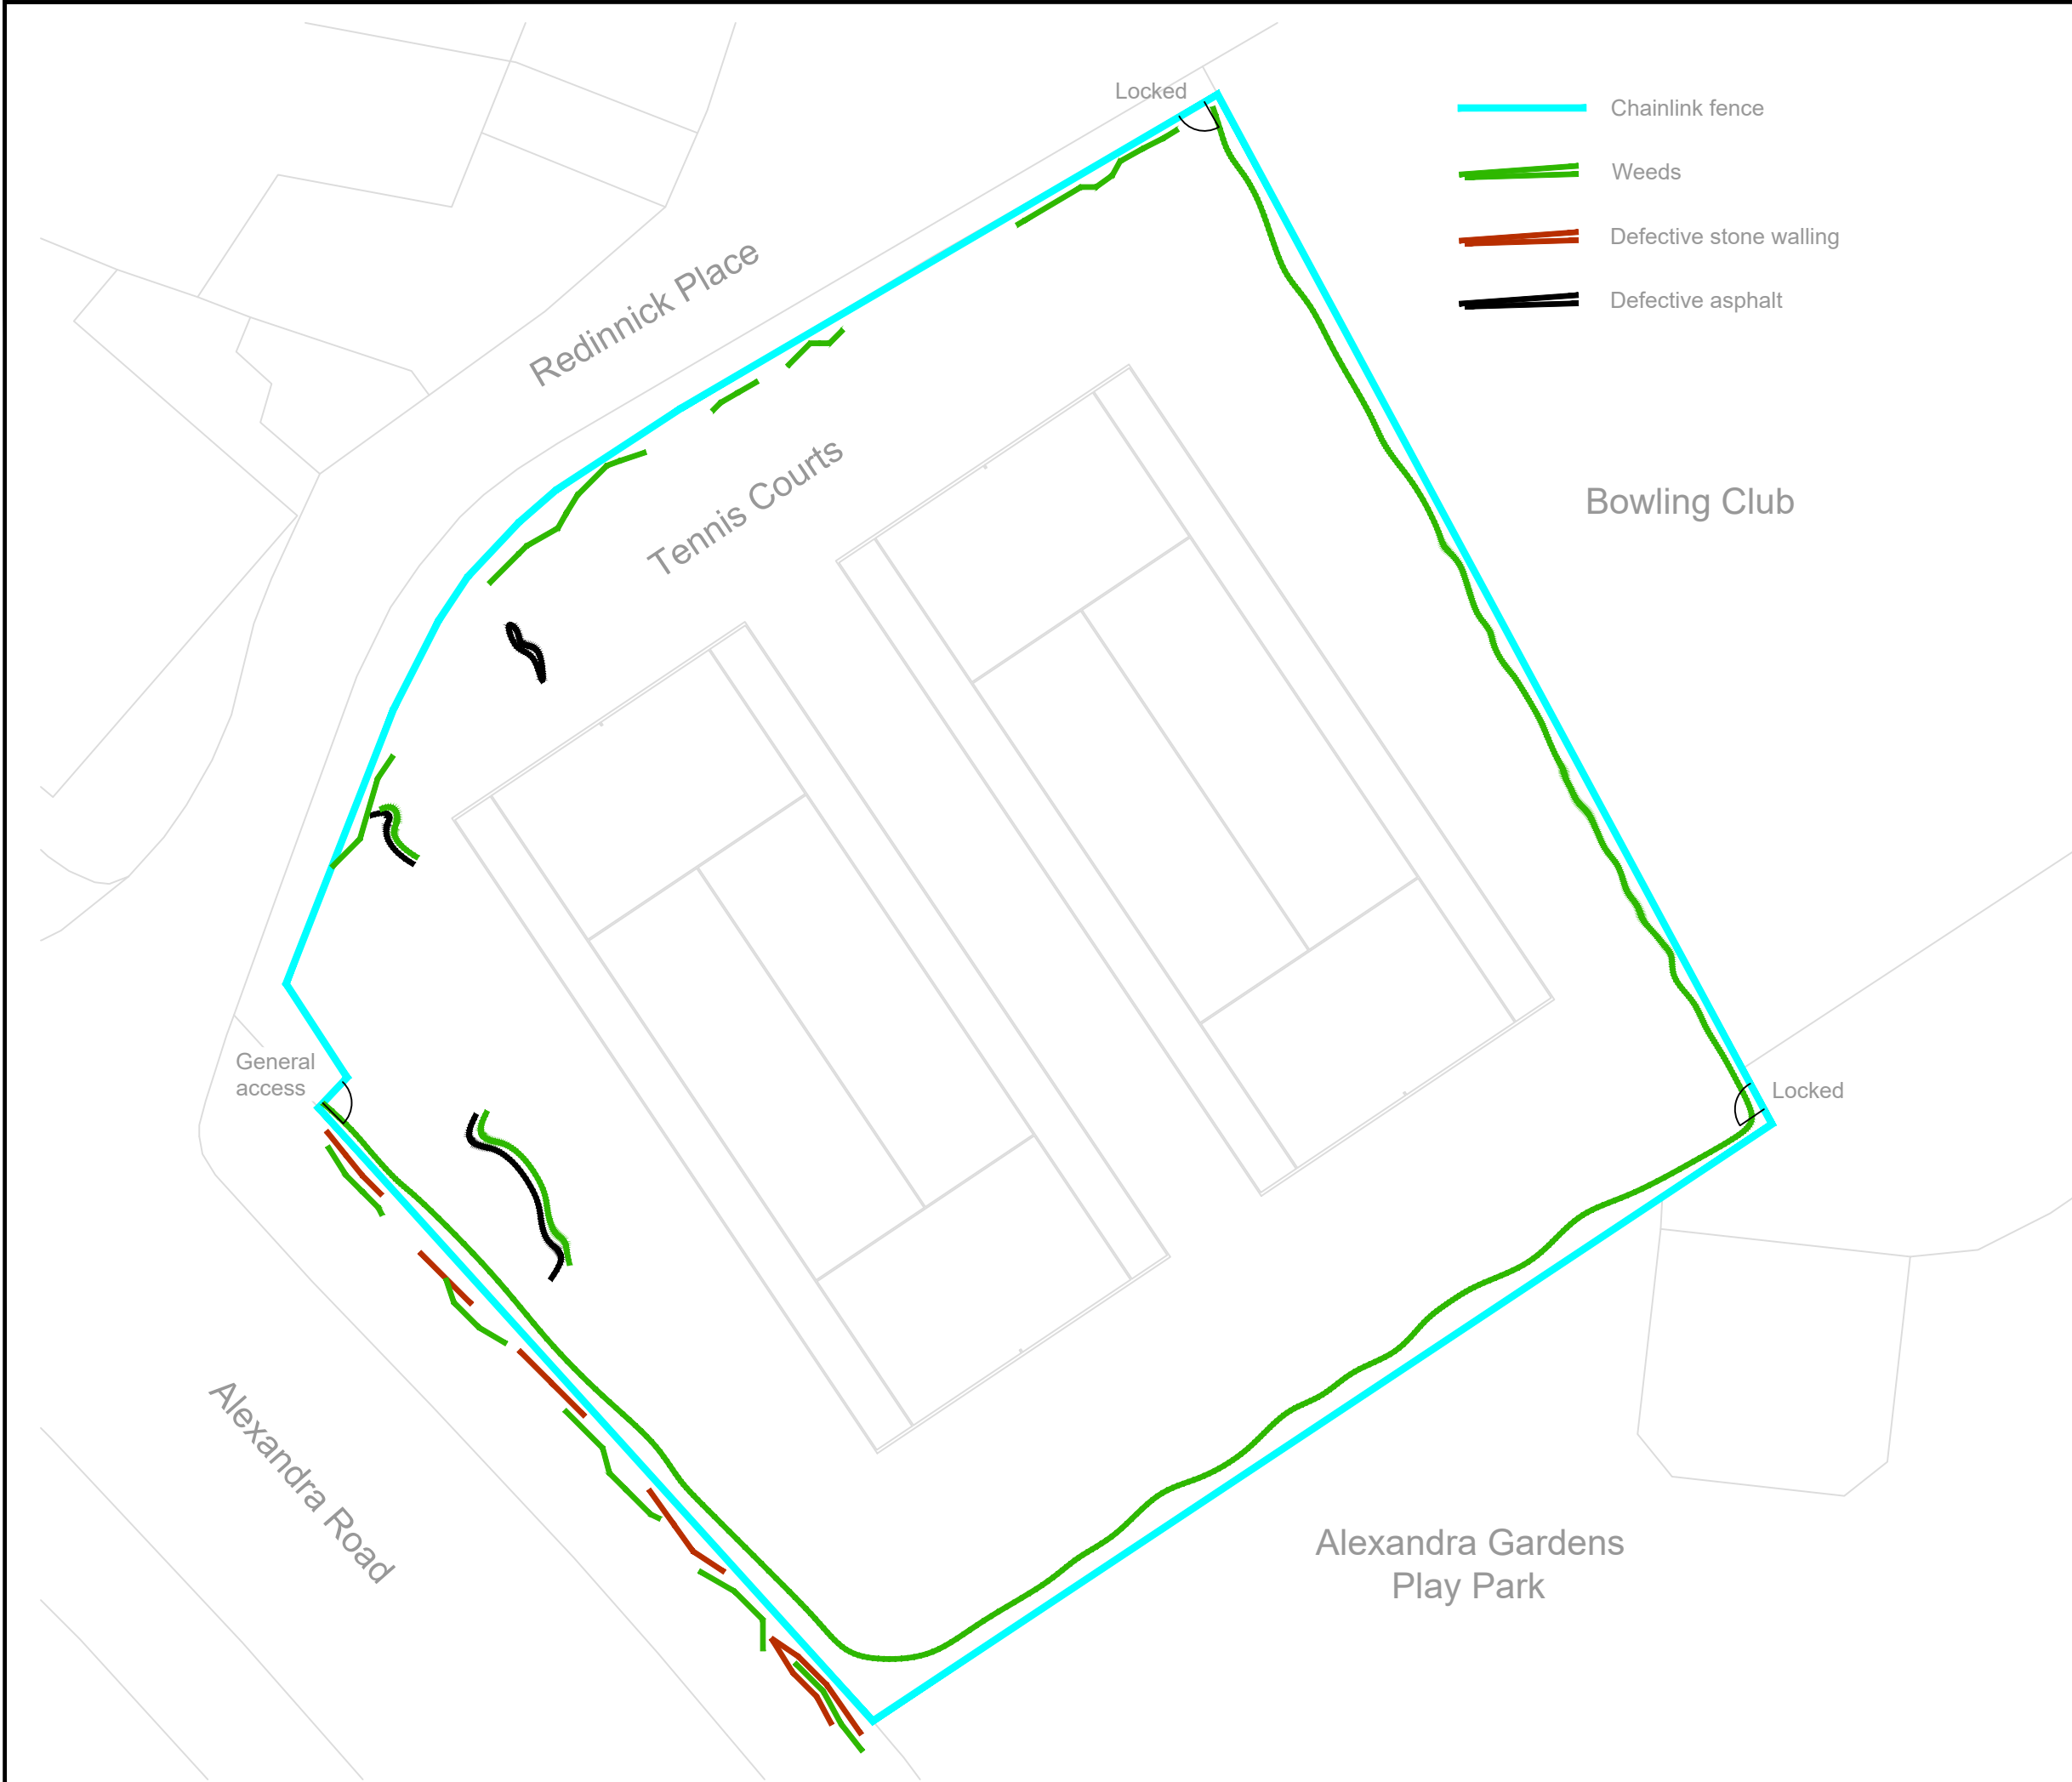 Locked
Chainlink fence
Weeds
Defective stone walling
Defective asphalt
Redinnick Place
Tennis Courts
Bowling Club
General
access
Locked
Alexandra Road
Alexandra Gardens
Play Park